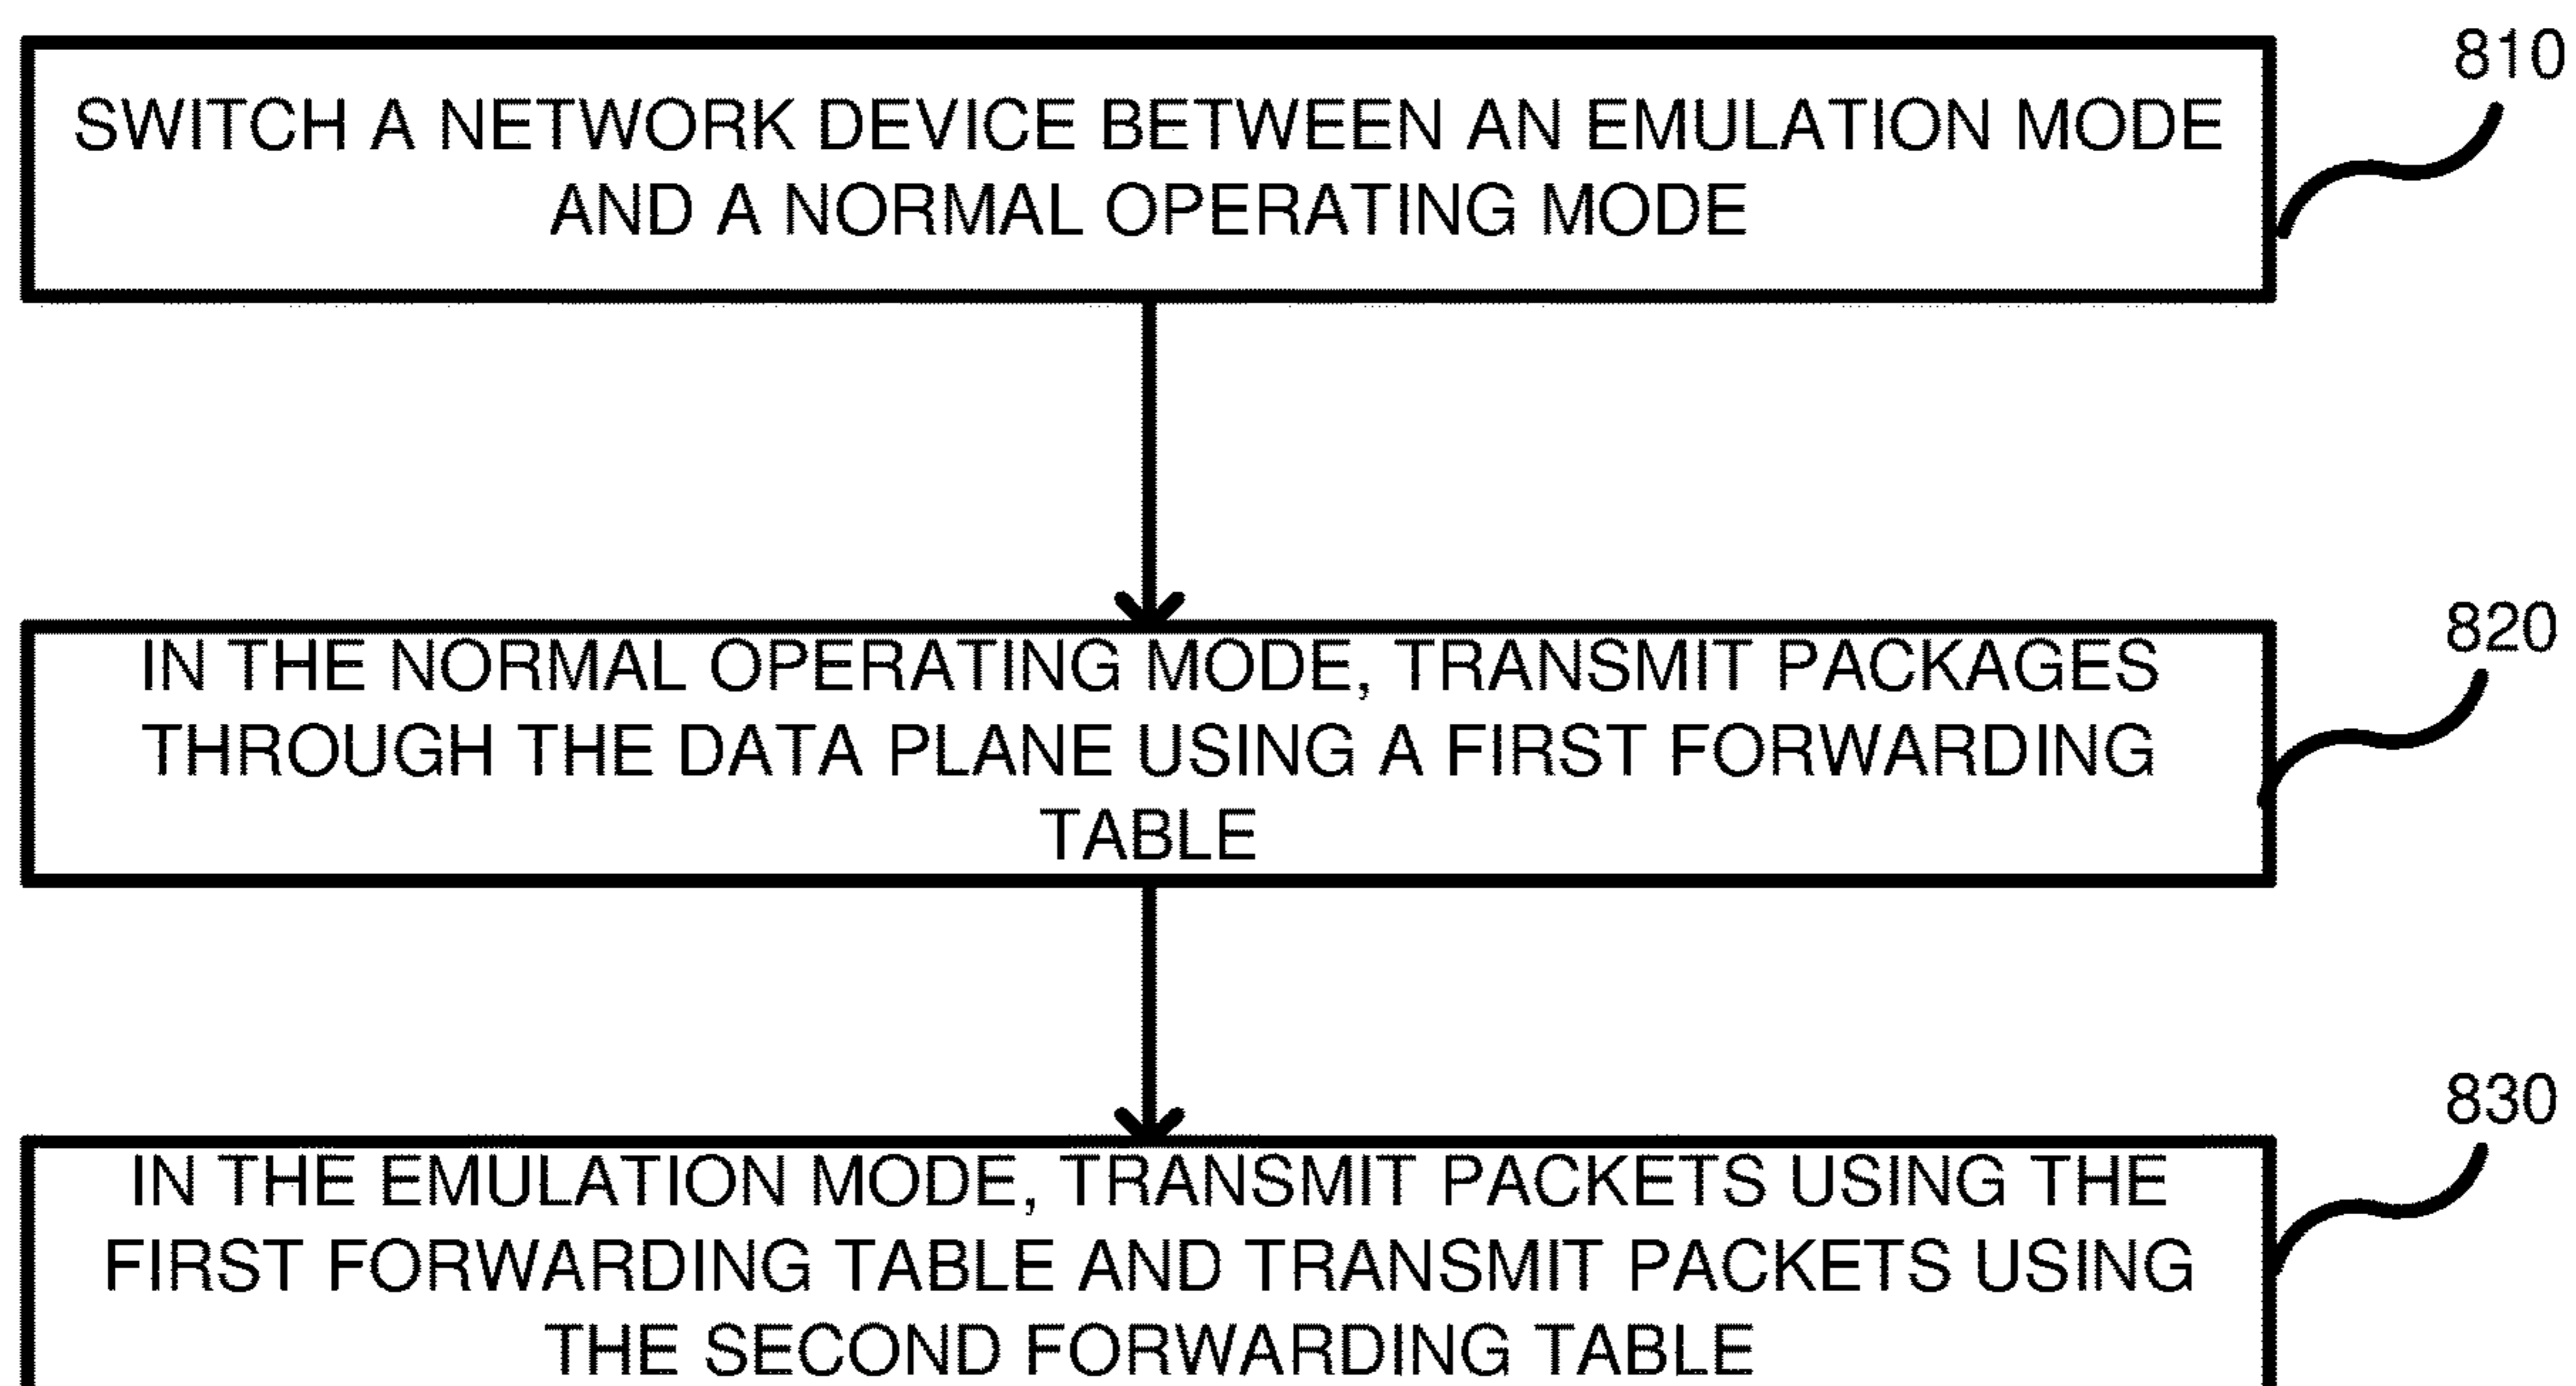 810
SWITCH A NETWORK DEVICE BETWEEN AN EMULATION MODE
AND A NORMAL OPERATING MODE
820
IN THE NORMAL OPERATING MODE, TRANSMIT PACKAGES
THROUGH THE DATA PLANE USING A FIRST FORWARDING
TABLE
830
IN THE EMULATION MODE, TRANSMIT PACKETS USING THE
FIRST FORWARDING TABLE AND TRANSMIT PACKETS USING
THE SECOND FORWARDING TABLE